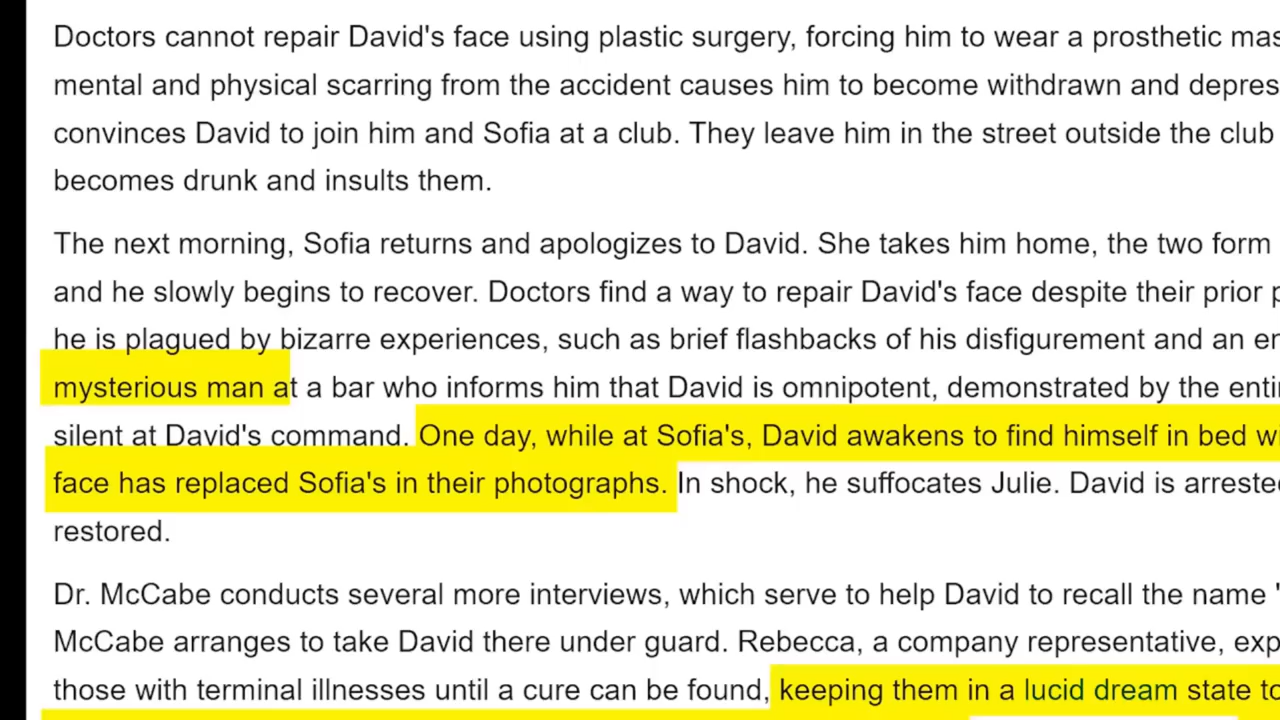 Doctors cannot repair David's face using plastic surgery, forcing him to wear a prosthetic mas
mental and physical scarring from the accident causes him to become withdrawn and depres
convinces David to join him and Sofia at a club. They leave him in the street outside the club
becomes drunk and insults them.
The next morning, Sofia returns and apologizes to David. She takes him home, the two form
and he slowly begins to recover. Doctors find a way to repair David's face despite their prior p
he is plagued by bizarre experiences, such as brief flashbacks of his disfigurement and an en
mysterious man at a bar who informs him that David is omnipotent, demonstrated by the enti
silent at David's command. One day, while at Sofia's, David awakens to find himself in bed wi
face has replaced Sofia's in their photographs. In shock, he suffocates Julie. David is arreste
restored.
Dr. McCabe conducts several more interviews, which serve to help David to recall the name "
McCabe arranges to take David there under guard. Rebecca, a company representative, exp
those with terminal illnesses until a cure can be found, keeping them in a lucid dream state to